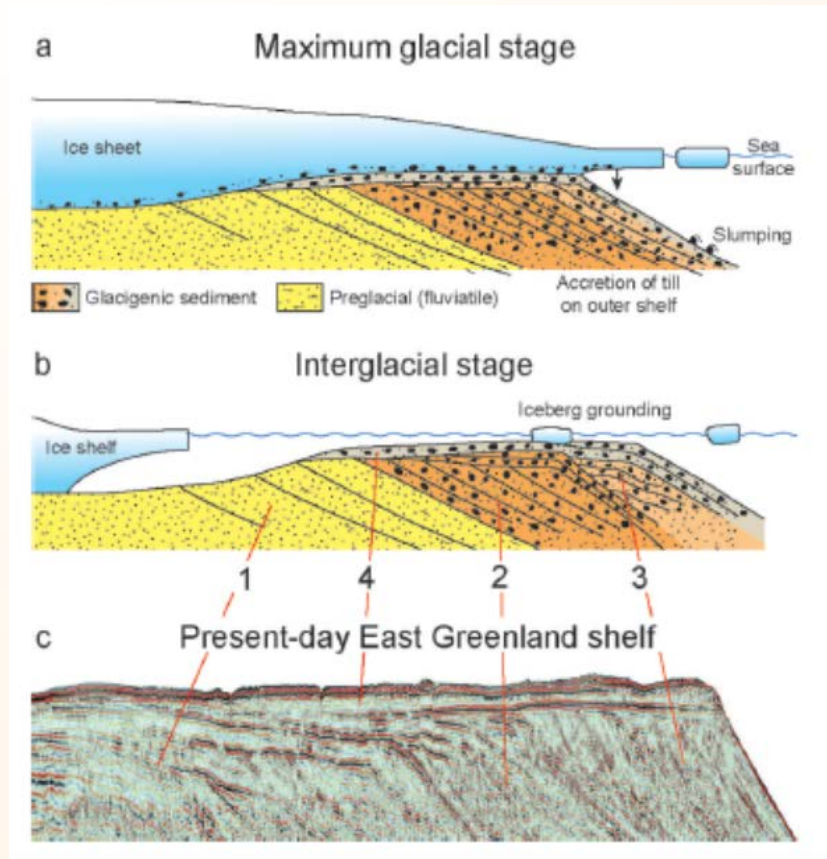 a
Maximum glacial stage
Ice sheet
Sea
surface
Slumping
Glacigenic sediment
Preglacial (fluviatile)
Accretion of till
on outer shelf
b
Interglacial stage
Iceberg grounding
Ice shelf
1 4 2 3
c
Present-day East Greenland shelf